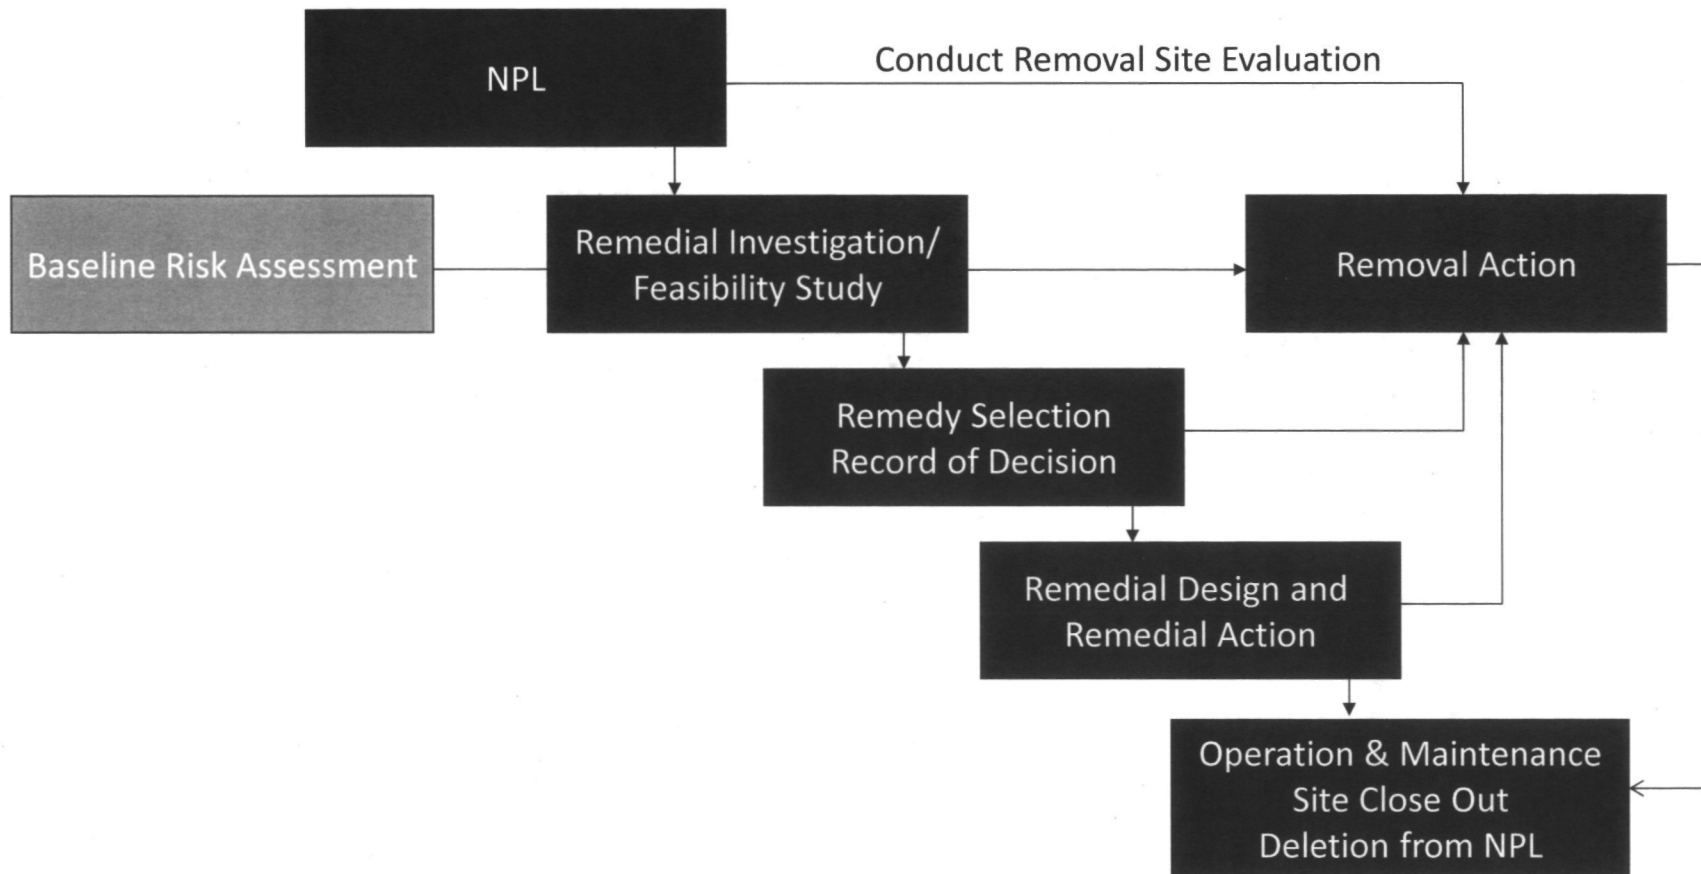 NPL
Conduct Removal Site Evaluation
Baseline Risk Assessment
Remedial Investigation/
Feasibility Study
Removal Action
Remedy Selection
Record of Decision
Remedial Design and
Remedial Action
Operation & Maintenance
Site Close Out
Deletion from NPL